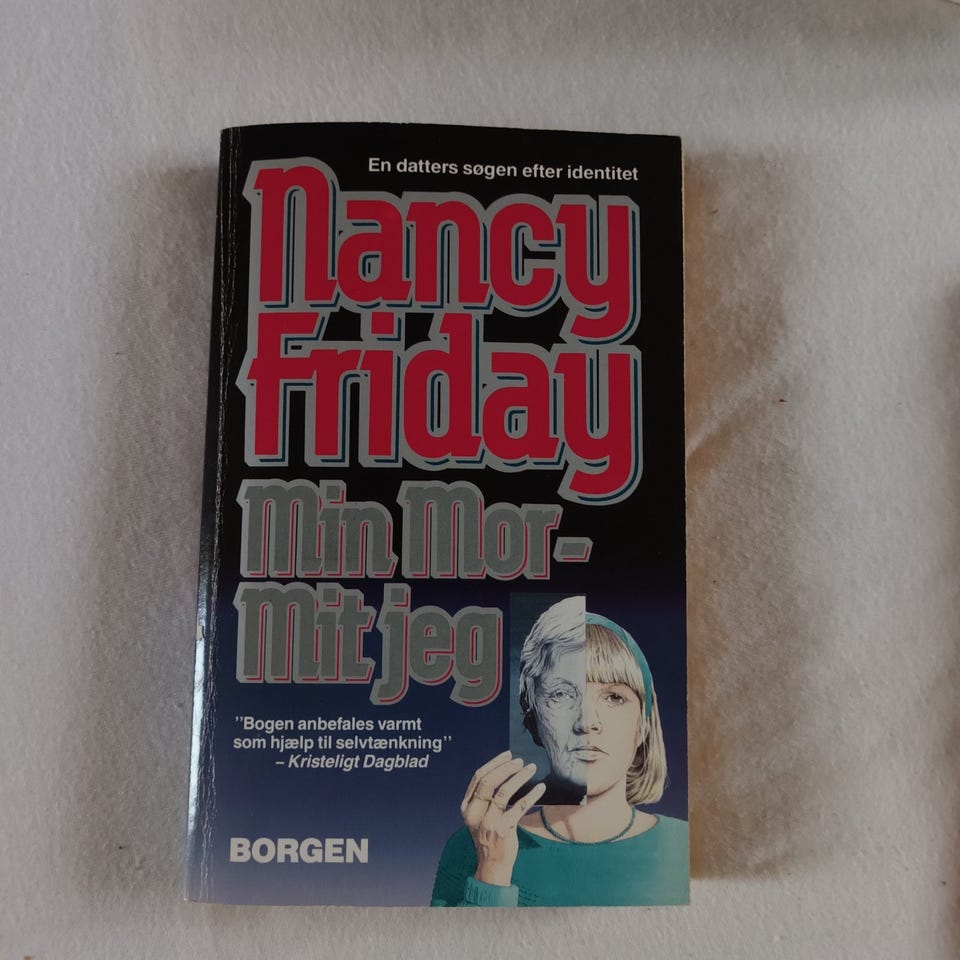 En datters søgen efter identitet
Nancy
Friday
Min Mor-
Mit jeg
"Bogen anbefales varmt
som hjælp til selvtænkning"
– Kristeligt Dagblad
BORGEN